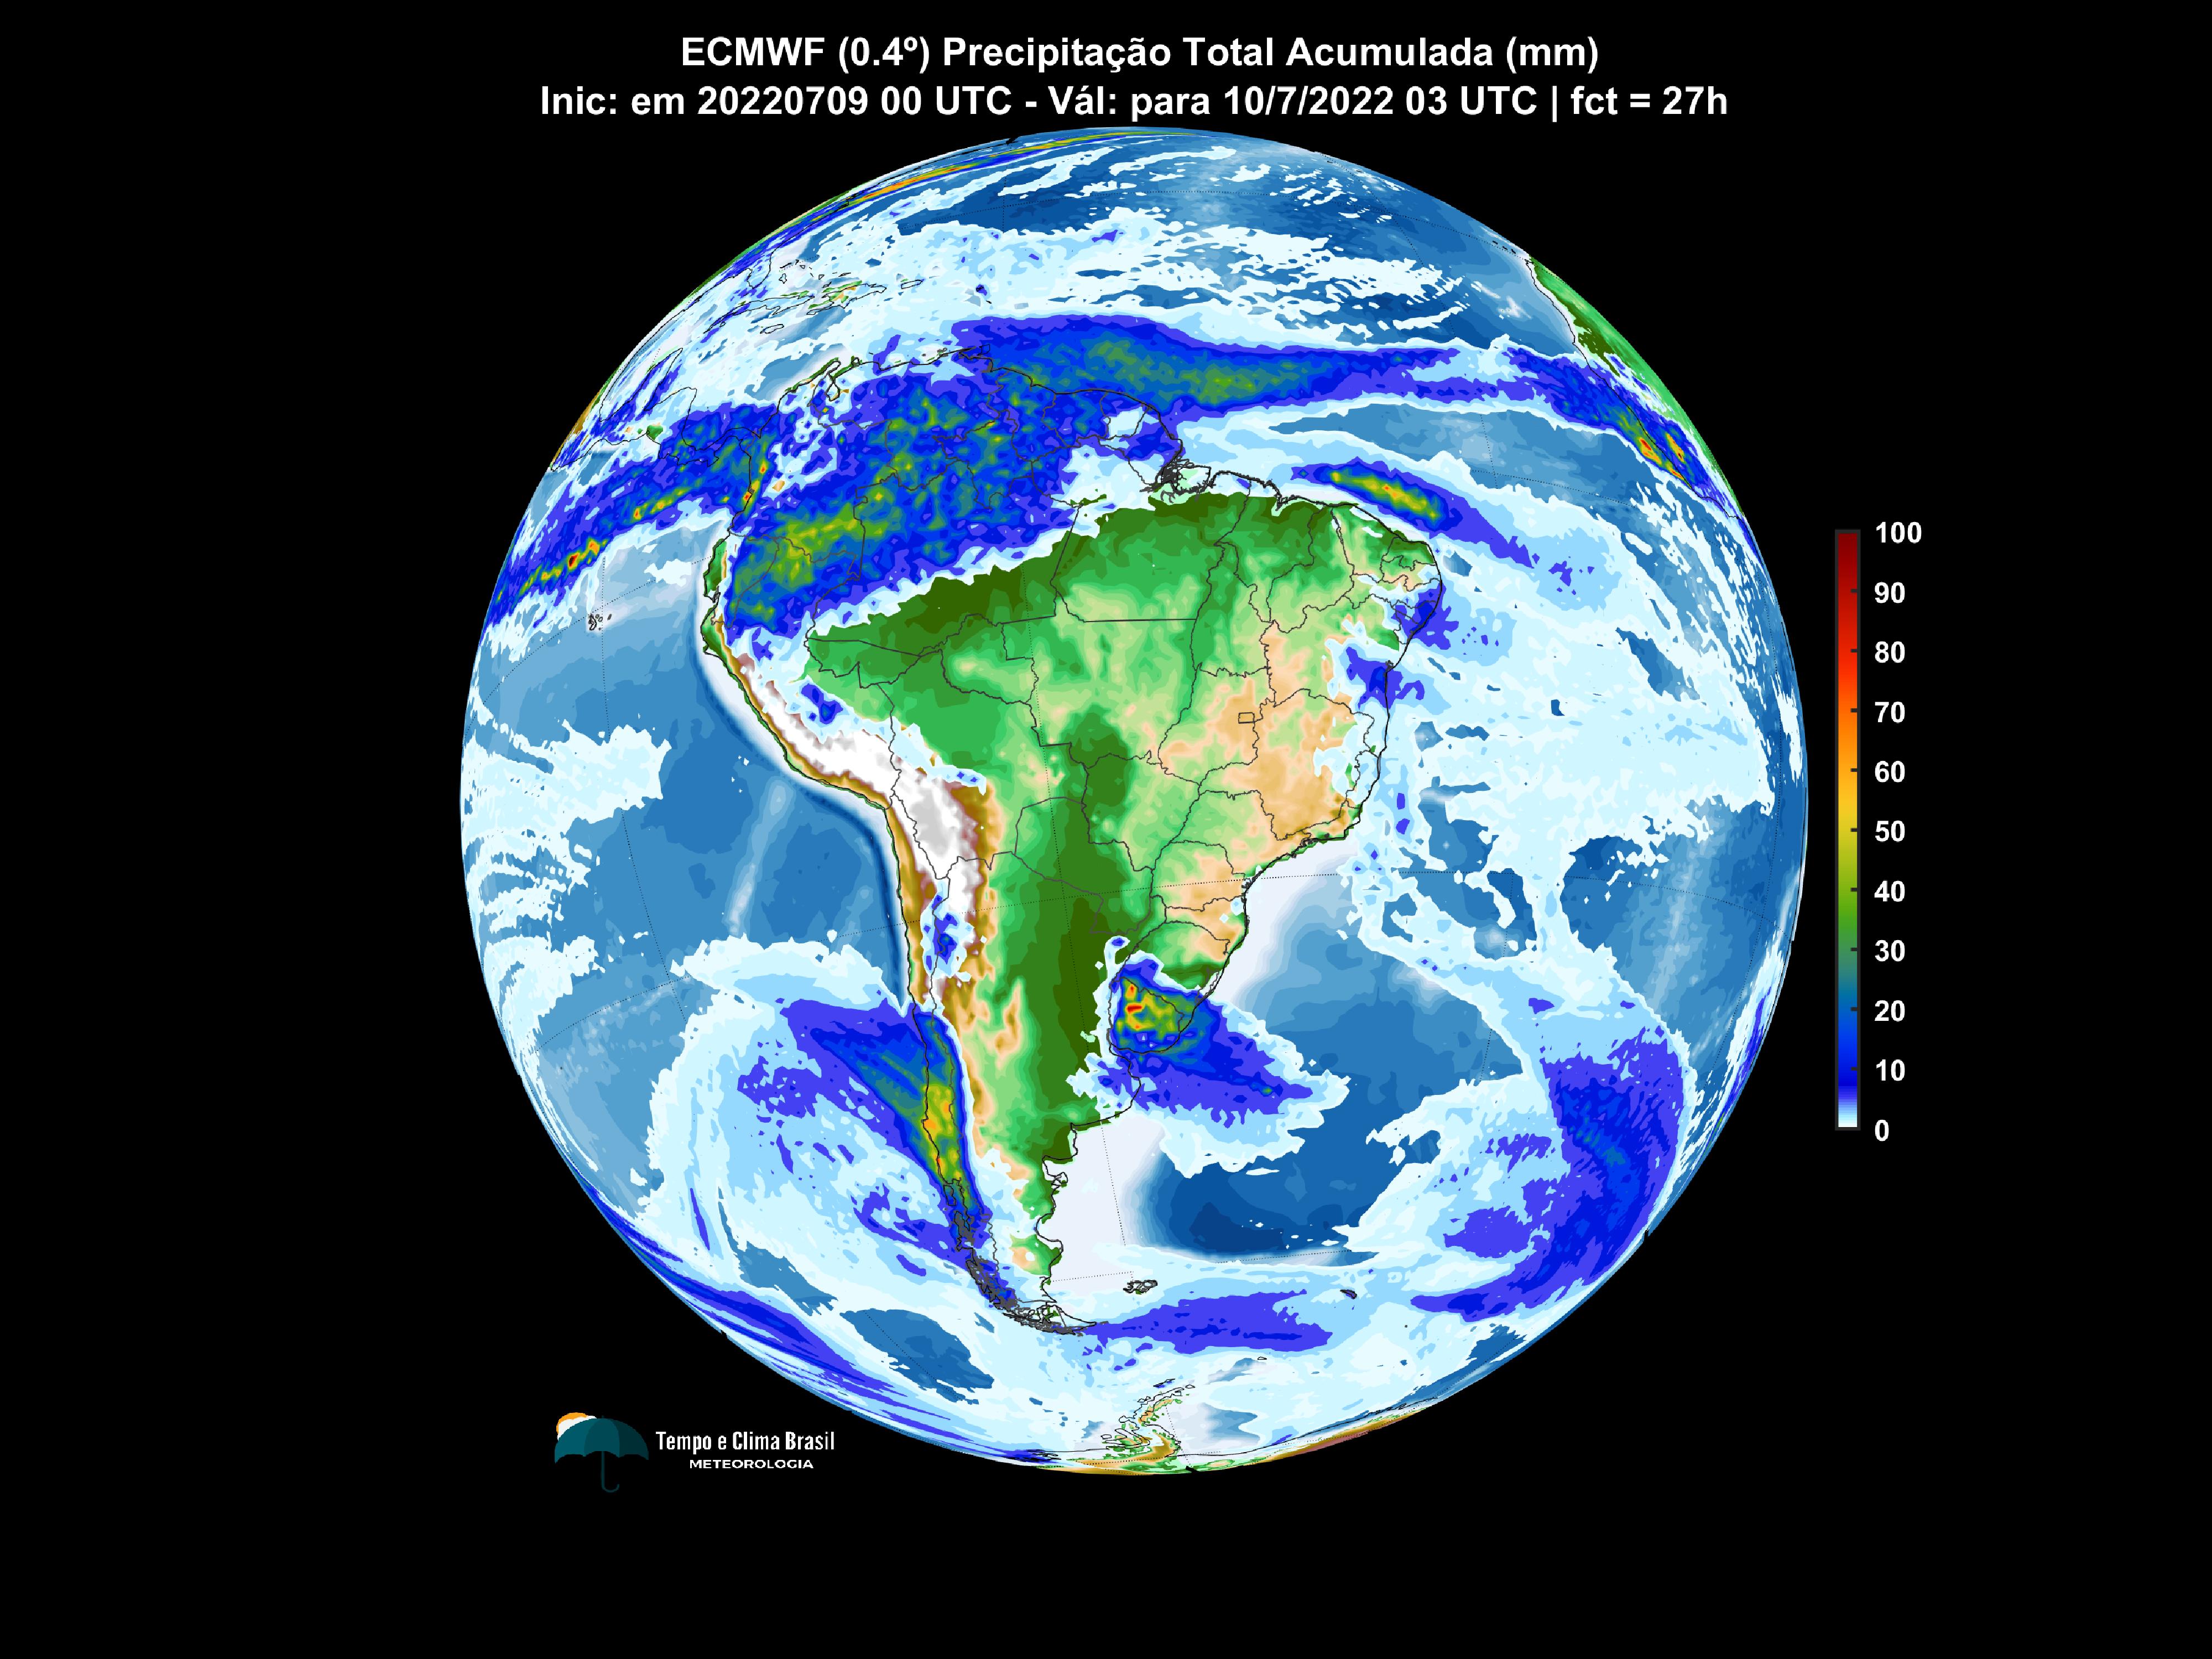 ECMWF (0.4º) Precipitação Total Acumulada (mm)
Inic: em 20220709 00 UTC - Vál: para 10/7/2022 03 UTC | fct = 27h
100
90
80
70
60
50
40
30
20
10
0
Tempo e Clima Brasil
METEOROLOGIA